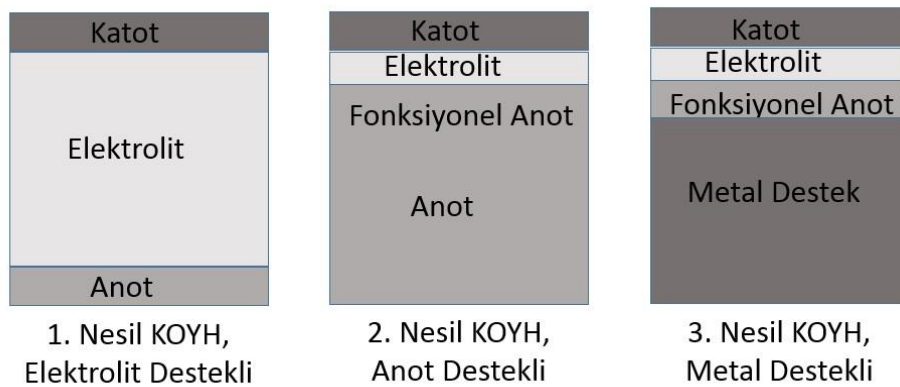 Katot
Elektrolit
Anot
1. Nesil KOYH,
Elektrolit Destekli
Katot
Elektrolit
Fonksiyonel Anot
Anot
2. Nesil KOYH,
Anot Destekli
Katot
Elektrolit
Fonksiyonel Anot
Metal Destek
3. Nesil KOYH,
Metal Destekli